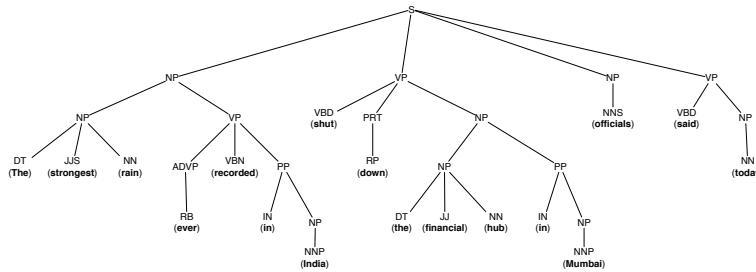 S
NP VP NP VP
NP VP VBD PRT NP NNS VBD NP
(shut) (officials) (said)
DT JJS NN ADVP VBN PP RP NP PP NN
(The) (strongest) (rain) (recorded) (down) (today
RB IN NP DT JJ NN IN NP
(ever) (in) (the) (financial) (hub) (in)
NNP NNP
(India) (Mumbai)